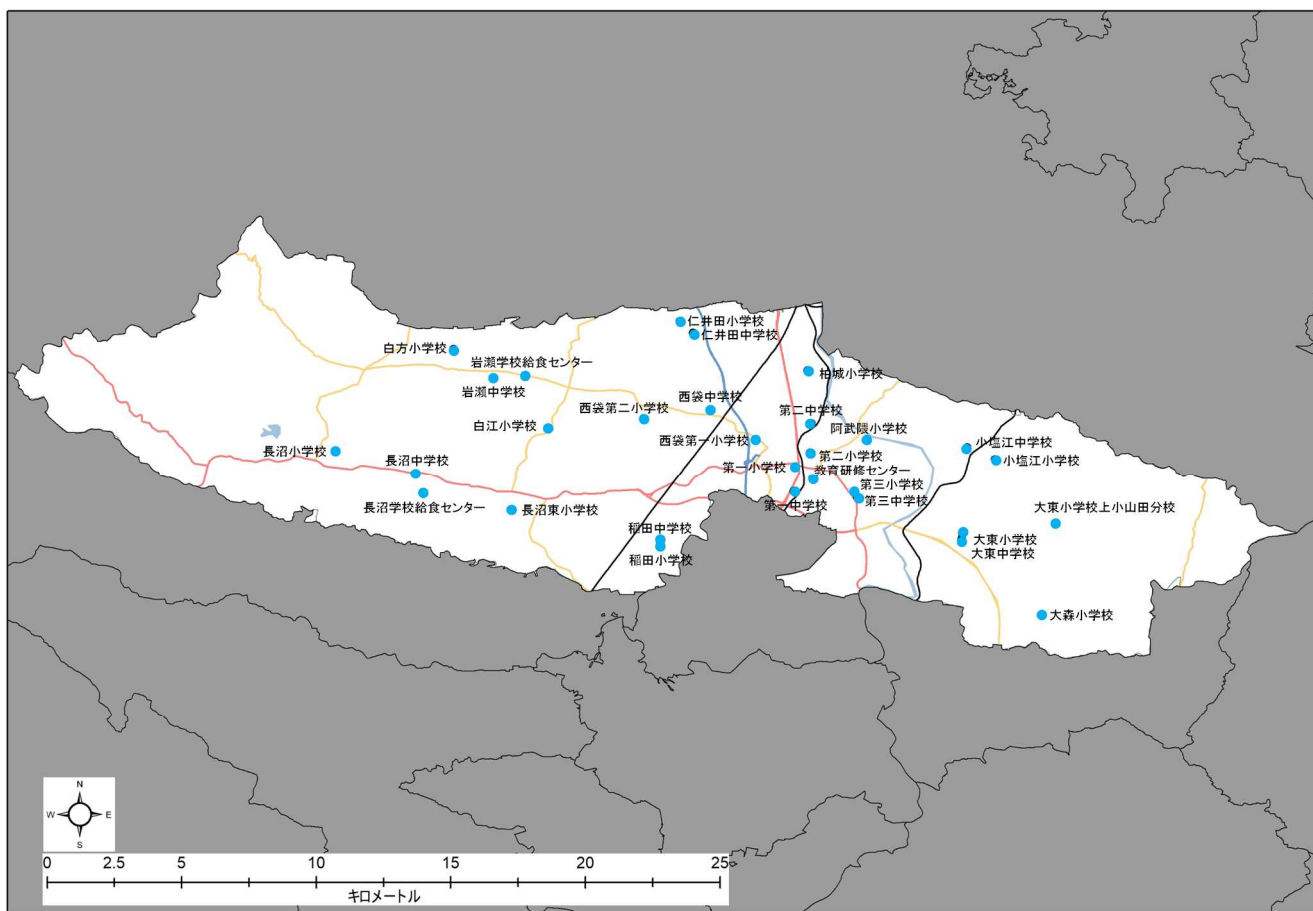 仁井田小学校
仁井田中学校
白方小学校
岩瀬学校給食センター
岩瀬中学校
柏城小学校
西袋中学校
西袋第二小学校
第二中学校
白江小学校
阿武隈小学校
西袋第一小学校
小塩江中学校
長沼小学校
第二小学校
小塩江小学校
長沼中学校
第一小学校
教育研修センター
第三小学校
長沼学校給食センター
第一中学校
第三中学校
長沼東小学校
大東小学校上小山田分校
稲田中学校
大東小学校
大東中学校
稲田小学校
大森小学校
N
W E
S
0 2.5 5 10 15 20 25
キロメートル